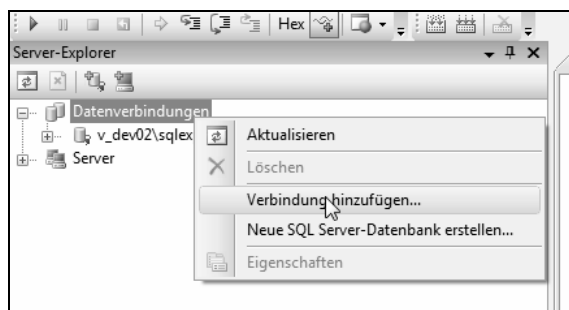 Hex
Server-Explorer
Datenverbindungen
v_dev02\sqlex
Server
Aktualisieren
Löschen
Verbindung hinzufügen...
Neue SQL Server-Datenbank erstellen...
Eigenschaften